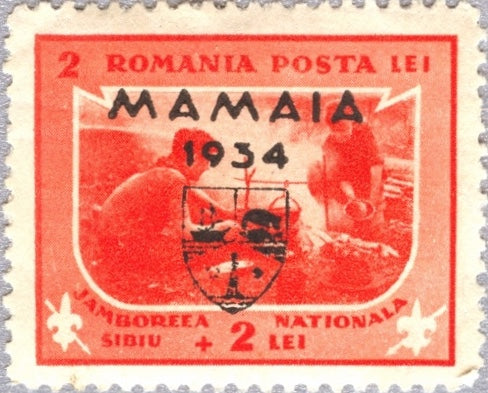 2 ROMANIA POSTA LEI
MAMAIA
1934
JAMBOREEA NATIONALA
SIBIU + 2 LEI